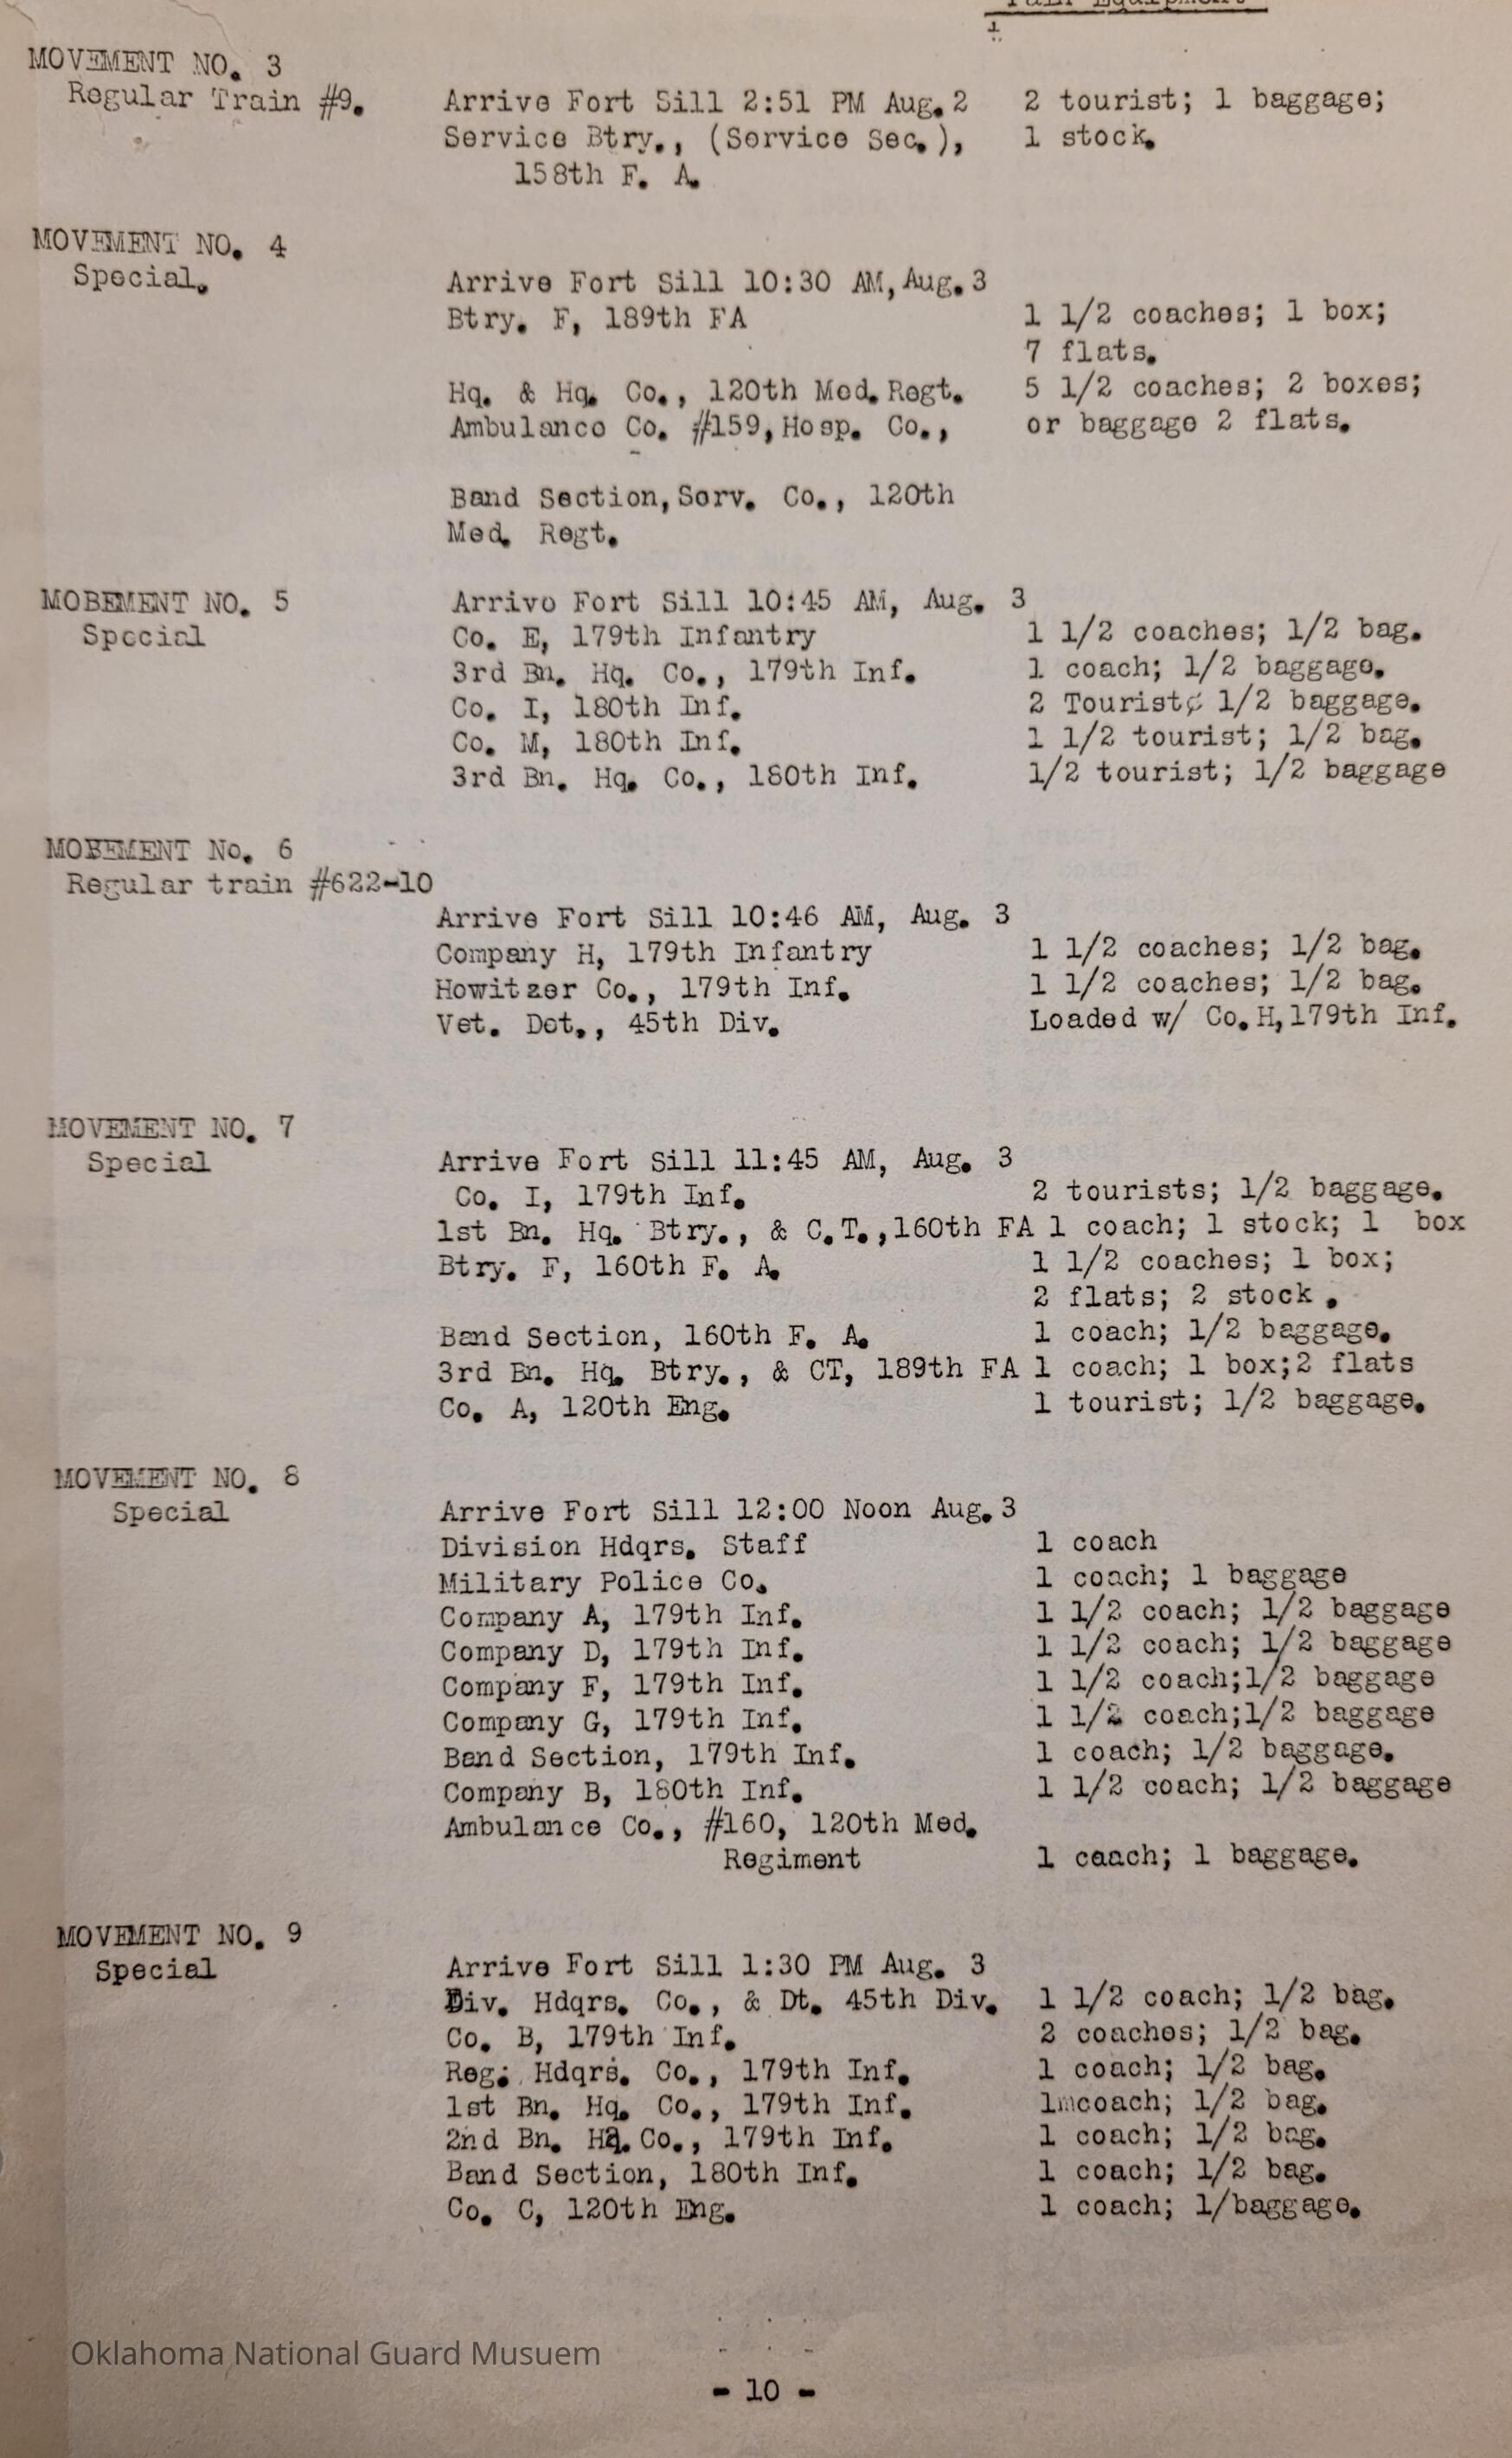 Equipment
MOVEMENT NO. 3
Regular Train #9. Arrive Fort Sill 2:51 PM Aug. 2 2 tourist; 1 baggage;
Service Btry., (Service Sec.), 1 stock.
158th F. A.
MOVEMENT NO. 4
Special. Arrive Fort Sill 10:30 AM, Aug. 3
Btry. F, 189th FA 1 1/2 coaches; 1 box;
7 flats.
Hq. & Hq. Co., 120th Med. Regt. 5 1/2 coaches; 2 boxes;
Ambulance Co. #159, Hosp. Co., or baggage 2 flats.
Band Section, Serv. Co., 120th
Med. Regt.
MOBEMENT NO. 5 Arrive Fort Sill 10:45 AM, Aug. 3
Special Co. E, 179th Infantry 1 1/2 coaches; 1/2 bag.
3rd Bn. Hq. Co., 179th Inf. 1 coach; 1/2 baggage.
Co. I, 180th Inf. 2 Tourist; 1/2 baggage.
Co. M, 180th Inf. 1 1/2 tourist; 1/2 bag.
3rd Bn. Hq. Co., 180th Inf. 1/2 tourist; 1/2 baggage
MOBEMENT No. 6
Regular train #622-10
Arrive Fort Sill 10:46 AM, Aug. 3
Company H, 179th Infantry 1 1/2 coaches; 1/2 bag.
Howitzer Co., 179th Inf. 1 1/2 coaches; 1/2 bag.
Vet. Det., 45th Div. Loaded w/ Co. H, 179th Inf.
MOVEMENT NO. 7
Special Arrive Fort Sill 11:45 AM, Aug. 3
Co. I, 179th Inf. 2 tourists; 1/2 baggage.
1st Bn. Hq. Btry., & C.T., 160th FA 1 coach; 1 stock; 1 box
Btry. F, 160th F. A. 1 1/2 coaches; 1 box;
2 flats; 2 stock.
Band Section, 160th F. A. 1 coach; 1/2 baggage.
3rd Bn. Hq. Btry., & CT, 189th FA 1 coach; 1 box;2 flats
Co. A, 120th Eng. 1 tourist; 1/2 baggage.
MOVEMENT NO. 8
Special Arrive Fort Sill 12:00 Noon Aug. 3
Division Hdqrs. Staff 1 coach
Military Police Co. 1 coach; 1 baggage
Company A, 179th Inf. 1 1/2 coach; 1/2 baggage
Company D, 179th Inf. 1 1/2 coach; 1/2 baggage
Company F, 179th Inf. 1 1/2 coach;1/2 baggage
Company G, 179th Inf. 1 1/2 coach;1/2 baggage
Band Section, 179th Inf. 1 coach; 1/2 baggage.
Company B, 180th Inf. 1 1/2 coach; 1/2 baggage
Ambulance Co., #160, 120th Med.
Regiment 1 caach; 1 baggage.
MOVEMENT NO. 9
Special Arrive Fort Sill 1:30 PM Aug. 3
Div. Hdqrs. Co., & Dt. 45th Div. 1 1/2 coach; 1/2 bag.
Co. B, 179th Inf. 2 coaches; 1/2 bag.
Reg; Hdqrs. Co., 179th Inf. 1 coach; 1/2 bag.
1st Bn. Hq. Co., 179th Inf. 1mcoach; 1/2 bag.
2nd Bn. Hq. Co., 179th Inf. 1 coach; 1/2 bag.
Band Section, 180th Inf. 1 coach; 1/2 bag.
Co. C, 120th Eng. 1 coach; 1/baggage.
Oklahoma National Guard Musuem
- 10 -